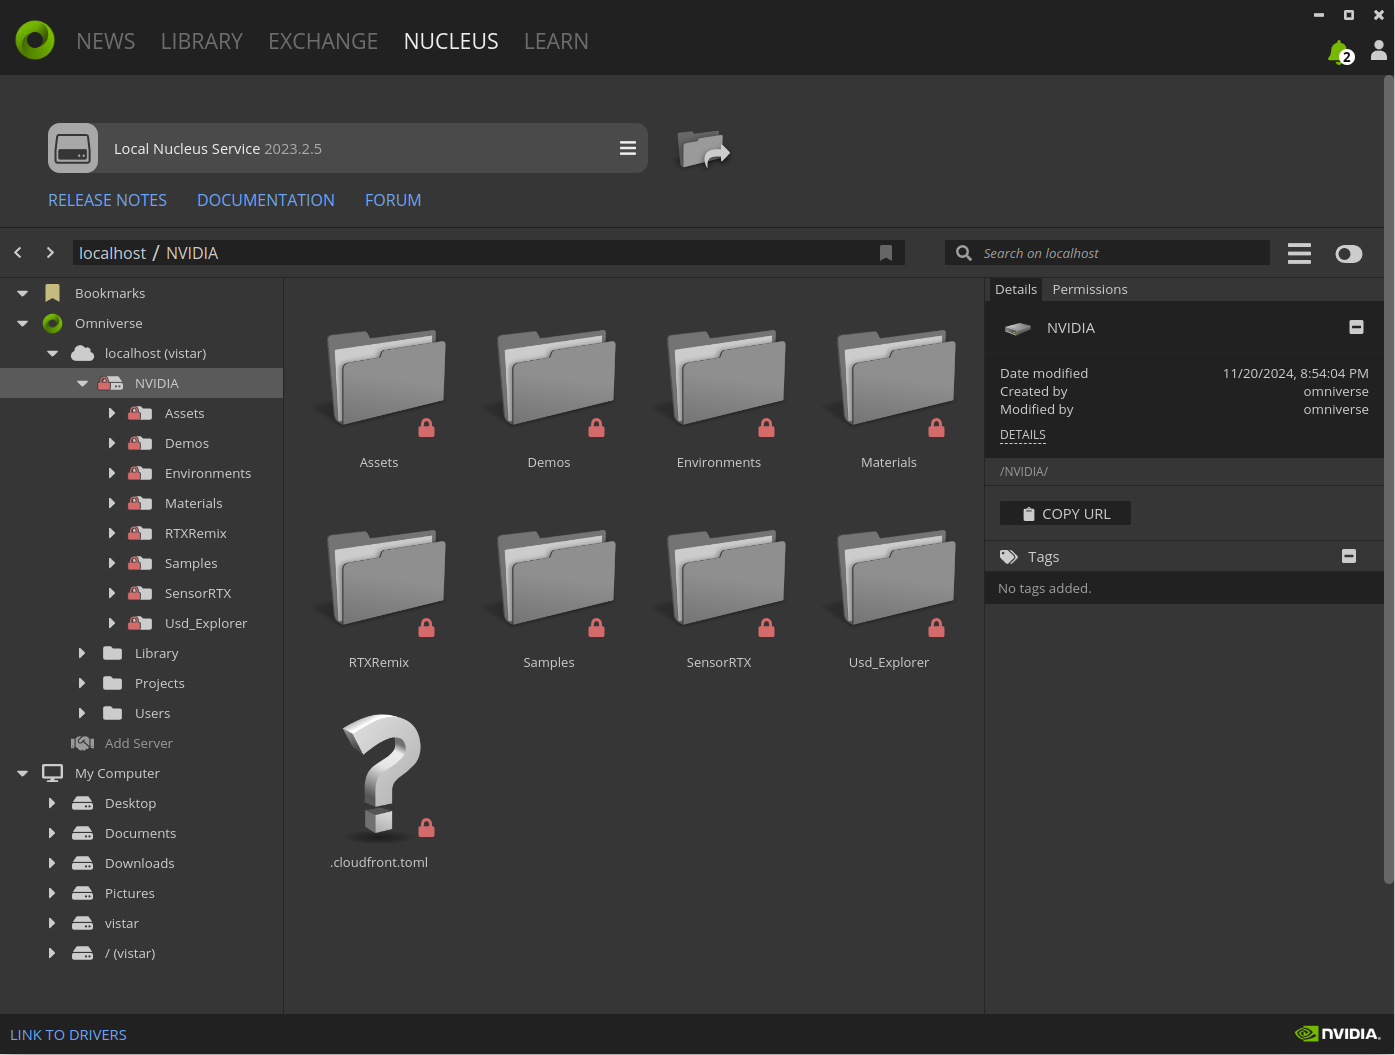 NEWS LIBRARY EXCHANGE NUCLEUS LEARN
2
Local Nucleus Service 2023.2.5
RELEASE NOTES DOCUMENTATION FORUM
localhost / NVIDIA
Search on localhost
Bookmarks
Omniverse
localhost (vistar)
NVIDIA
Assets
Demos
Environments
Materials
RTXRemix
Samples
SensorRTX
Usd_Explorer
Library
Projects
Users
Add Server
My Computer
Desktop
Documents
Downloads
Pictures
vistar
/ (vistar)
Assets Demos Environments Materials
RTXRemix Samples SensorRTX Usd_Explorer
.cloudfront.toml
Details Permissions
NVIDIA
Date modified 11/20/2024, 8:54:04 PM
Created by omniverse
Modified by omniverse
DETAILS
/NVIDIA/
COPY URL
Tags
No tags added.
LINK TO DRIVERS
NVIDIA.